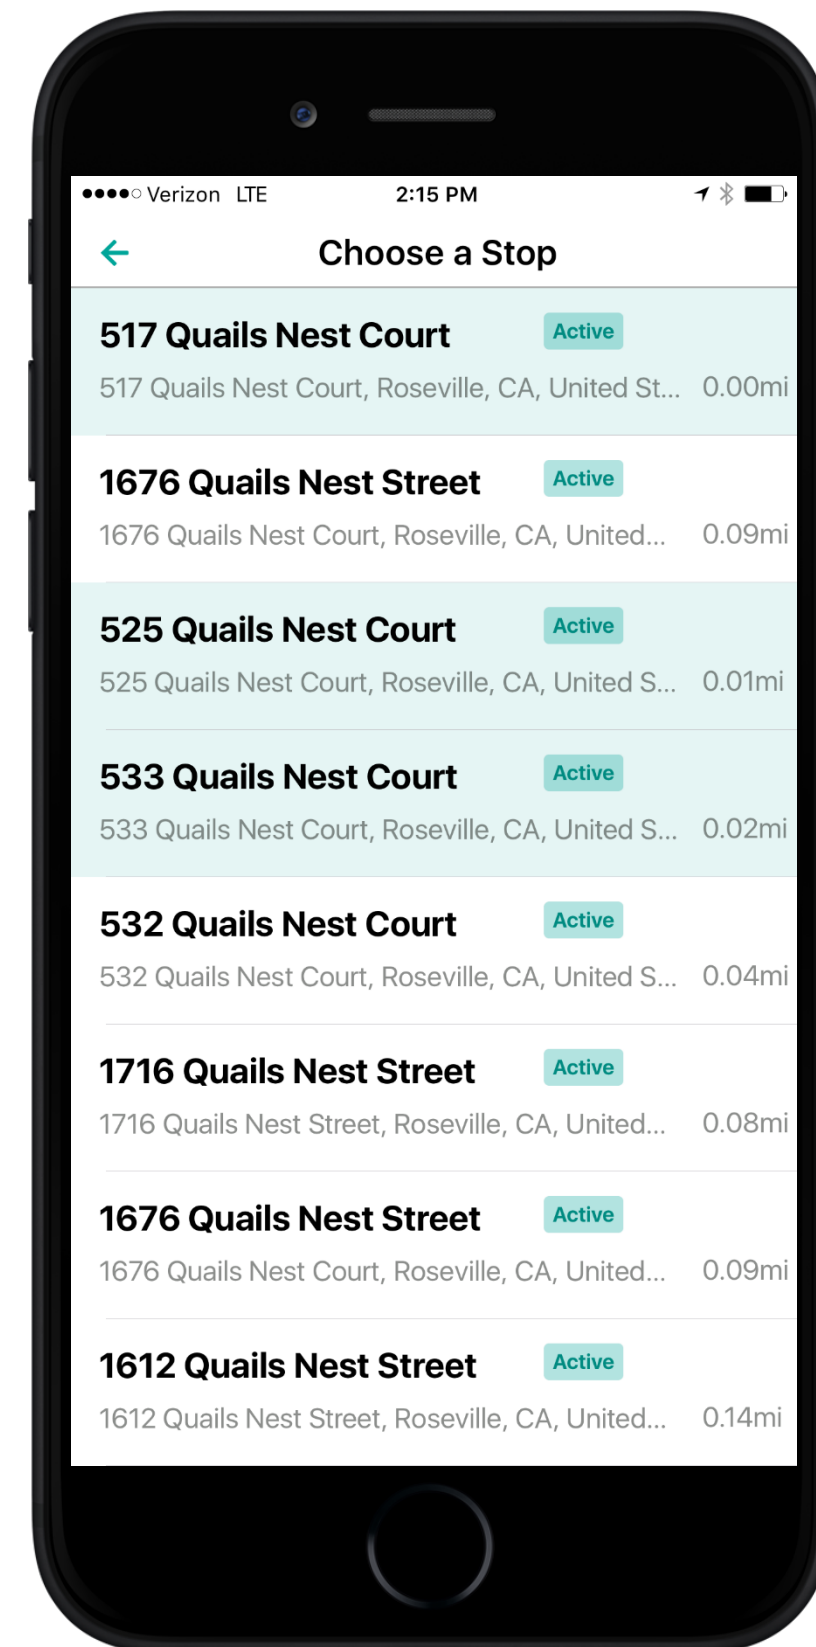 Verizon LTE 2:15 PM
Choose a Stop
517 Quails Nest Court Active
517 Quails Nest Court, Roseville, CA, United St... 0.00mi
1676 Quails Nest Street Active
1676 Quails Nest Court, Roseville, CA, United... 0.09mi
525 Quails Nest Court Active
525 Quails Nest Court, Roseville, CA, United S... 0.01mi
533 Quails Nest Court Active
533 Quails Nest Court, Roseville, CA, United S... 0.02mi
532 Quails Nest Court Active
532 Quails Nest Court, Roseville, CA, United S... 0.04mi
1716 Quails Nest Street Active
1716 Quails Nest Street, Roseville, CA, United... 0.08mi
1676 Quails Nest Street Active
1676 Quails Nest Court, Roseville, CA, United... 0.09mi
1612 Quails Nest Street Active
1612 Quails Nest Street, Roseville, CA, United... 0.14mi